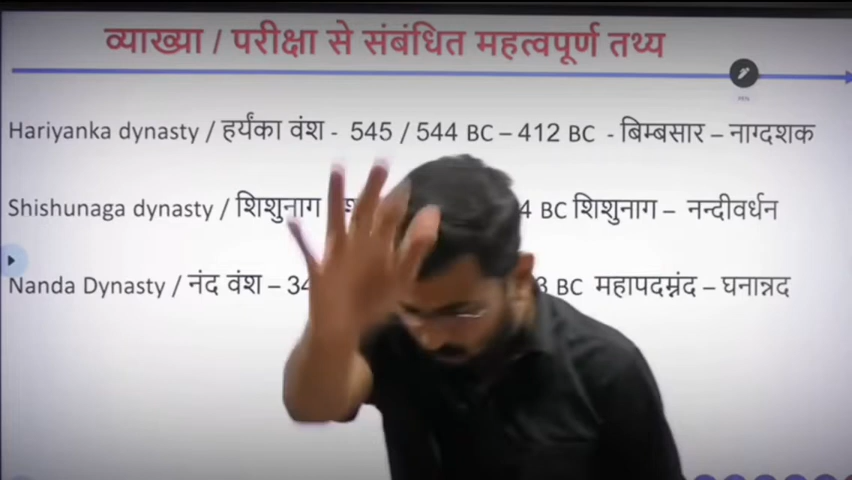 व्याख्या / परीक्षा से संबंधित महत्वपूर्ण तथ्य
Hariyanka dynasty / हर्यंका वंश - 545 / 544 BC – 412 BC - बिम्बसार – नाग्दशक
Shishunaga dynasty / शिशुनाग 4 BC शिशुनाग – नन्दीवर्धन
Nanda Dynasty / नंद वंश – 34 BC महापदम्नंद – घनान्नद